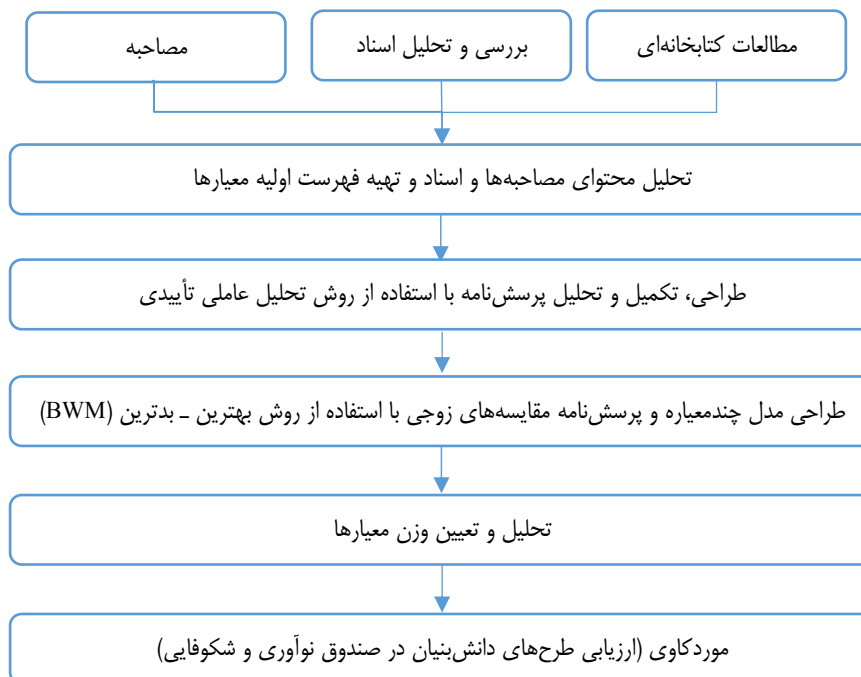 مطالعات کتابخانه‌ای
بررسی و تحلیل اسناد
مصاحبه
تحلیل محتوای مصاحبه‌ها و اسناد و تهیه فهرست اولیه معیارها
طراحی، تکمیل و تحلیل پرسش‌نامه با استفاده از روش تحلیل عاملی تأییدی
طراحی مدل چندمعیاره و پرسش‌نامه مقایسه‌های زوجی با استفاده از روش بهترین – بدترین (BWM)
تحلیل و تعیین وزن معیارها
موردکاوی (ارزیابی طرح‌های دانش‌بنیان در صندوق نوآوری و شکوفایی)